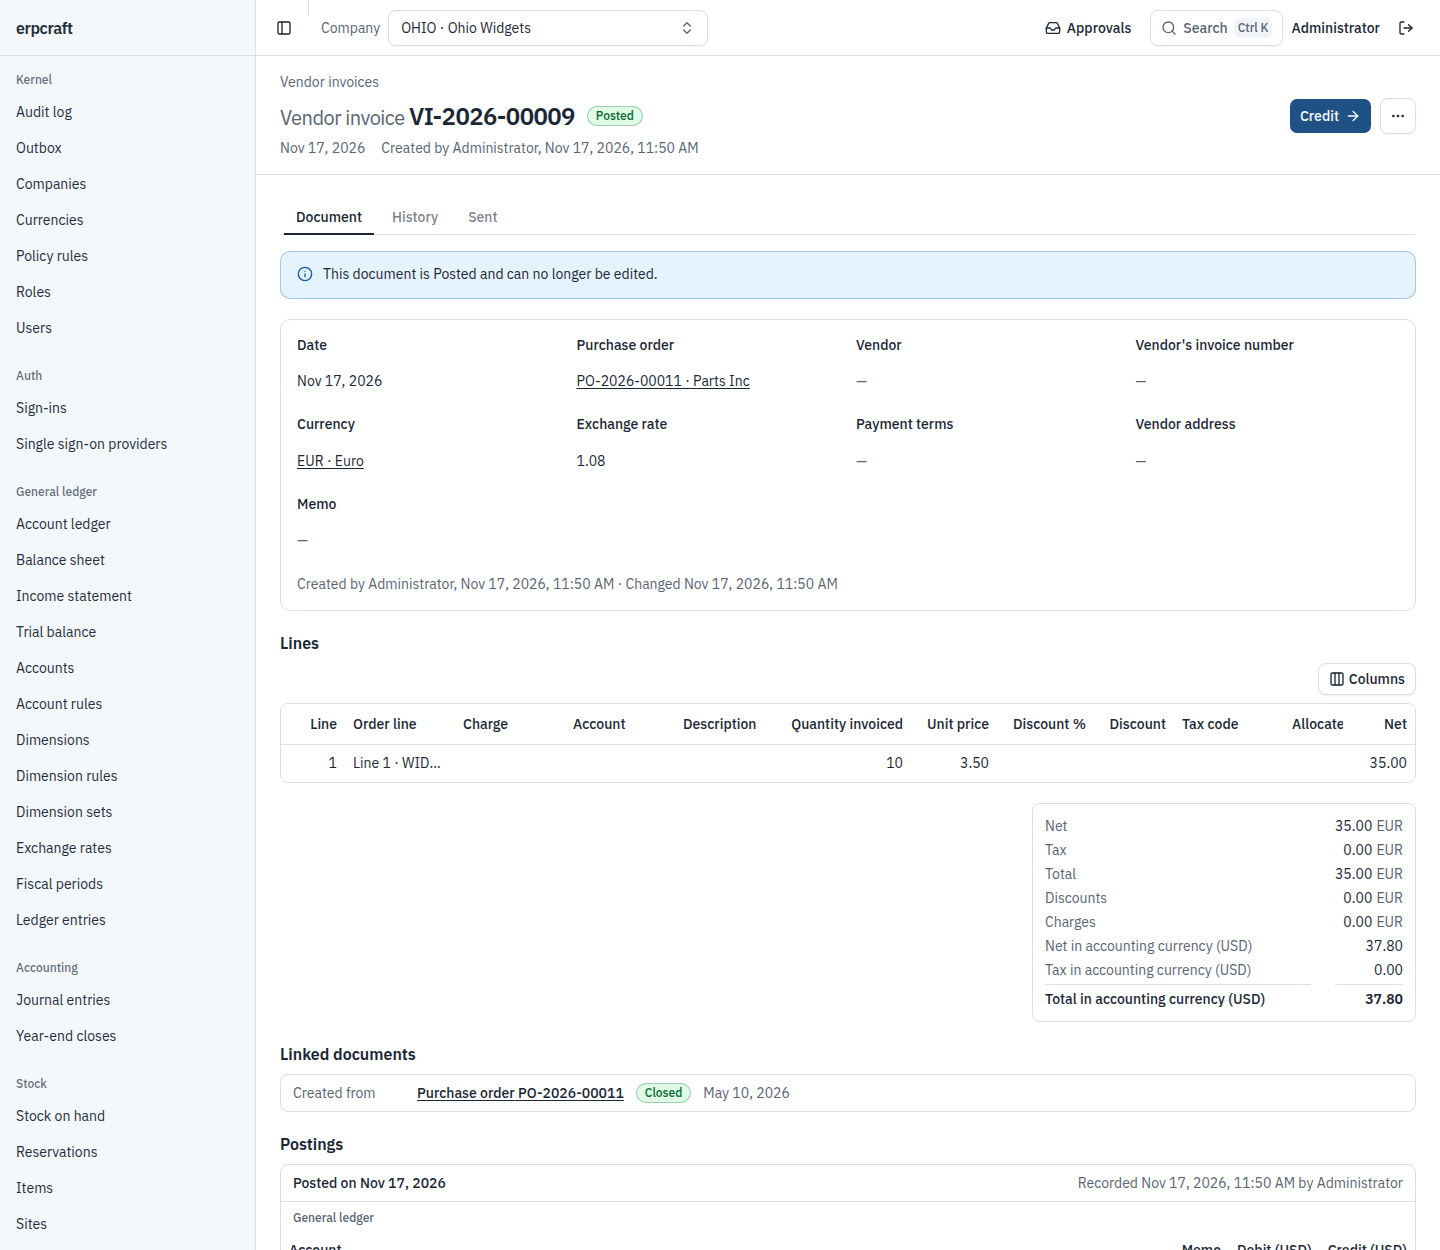 erpcraft
Company
OHIO · Ohio Widgets
Approvals
Search
Ctrl K
Administrator
Kernel
Audit log
Outbox
Companies
Currencies
Policy rules
Roles
Users
Auth
Sign-ins
Single sign-on providers
General ledger
Account ledger
Balance sheet
Income statement
Trial balance
Accounts
Account rules
Dimensions
Dimension rules
Dimension sets
Exchange rates
Fiscal periods
Ledger entries
Accounting
Journal entries
Year-end closes
Stock
Stock on hand
Reservations
Items
Sites
Vendor invoices
Vendor invoice VI-2026-00009 Posted
Credit
Nov 17, 2026 Created by Administrator, Nov 17, 2026, 11:50 AM
Document History Sent
This document is Posted and can no longer be edited.
Date Purchase order Vendor Vendor's invoice number
Nov 17, 2026 PO-2026-00011 · Parts Inc — —
Currency Exchange rate Payment terms Vendor address
EUR · Euro 1.08 — —
Memo
—
Created by Administrator, Nov 17, 2026, 11:50 AM · Changed Nov 17, 2026, 11:50 AM
Lines
Columns
Line Order line Charge Account Description Quantity invoiced Unit price Discount % Discount Tax code Allocate Net
1 Line 1 · WID... 10 3.50 35.00
Net 35.00 EUR
Tax 0.00 EUR
Total 35.00 EUR
Discounts 0.00 EUR
Charges 0.00 EUR
Net in accounting currency (USD) 37.80
Tax in accounting currency (USD) 0.00
Total in accounting currency (USD) 37.80
Linked documents
Created from Purchase order PO-2026-00011 Closed May 10, 2026
Postings
Posted on Nov 17, 2026 Recorded Nov 17, 2026, 11:50 AM by Administrator
General ledger
Account Memo Debit (USD) Credit (USD)